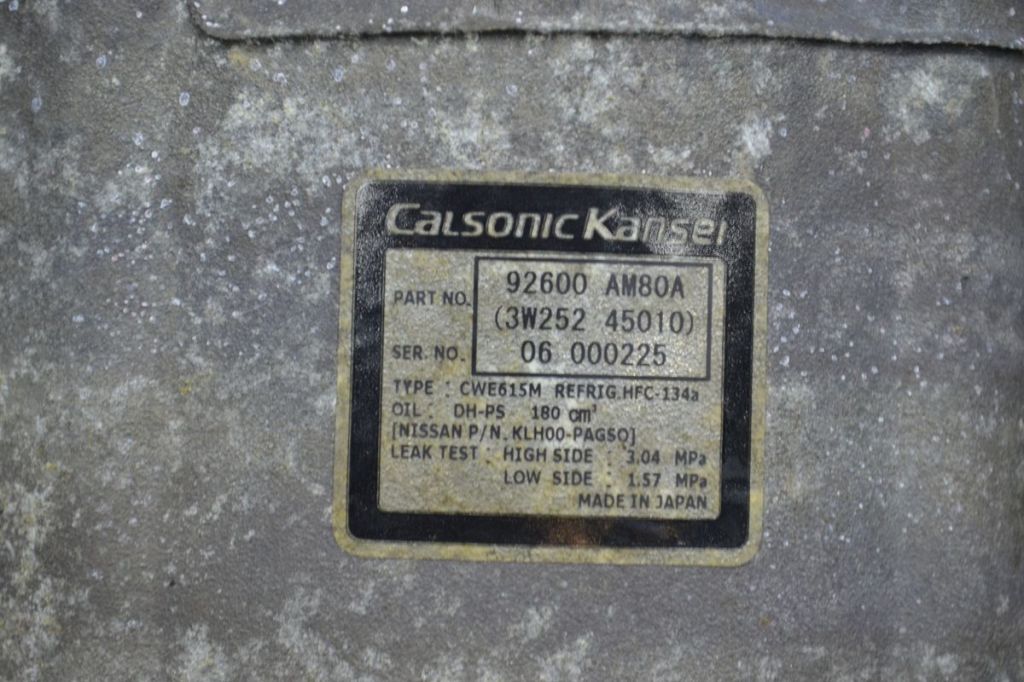 Calsonic Kansei
PART NO. 92600 AM80A
(3W252 45010)
SER. NO. 06 000225
TYPE : CWE615M REFRIG.HFC-134a
OIL : DH-PS 180 cm³
[NISSAN P/N. KLH00-PAGSO]
LEAK TEST : HIGH SIDE : 3.04 MPa
LOW SIDE : 1.57 MPa
MADE IN JAPAN